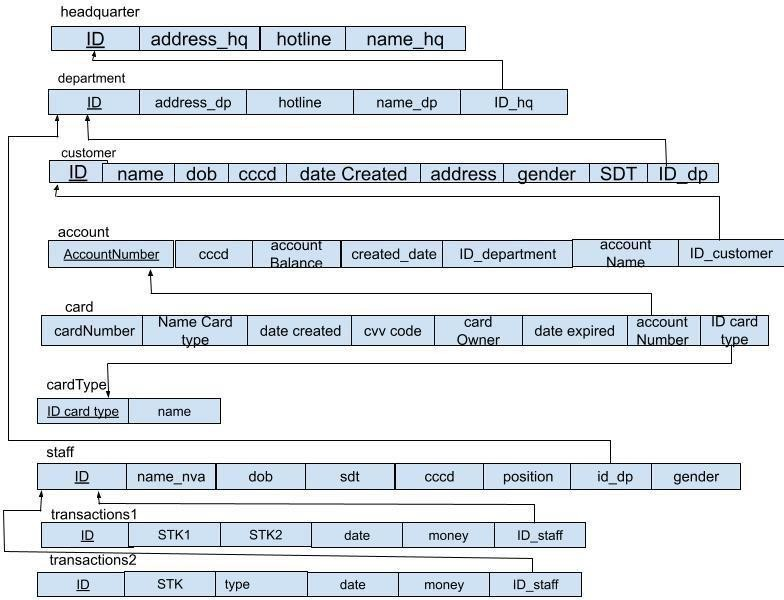 headquarter
ID address_hq hotline name_hq
department
ID address_dp hotline name_dp ID_hq
customer
ID name dob cccd date Created address gender SDT ID_dp
account
AccountNumber cccd account Balance created_date ID_department account Name ID_customer
card
cardNumber Name Card type date created cvv code card Owner date expired account Number ID card type
cardType
ID card type name
staff
ID name_nva dob sdt cccd position id_dp gender
transactions1
ID STK1 STK2 date money ID_staff
transactions2
ID STK type date money ID_staff